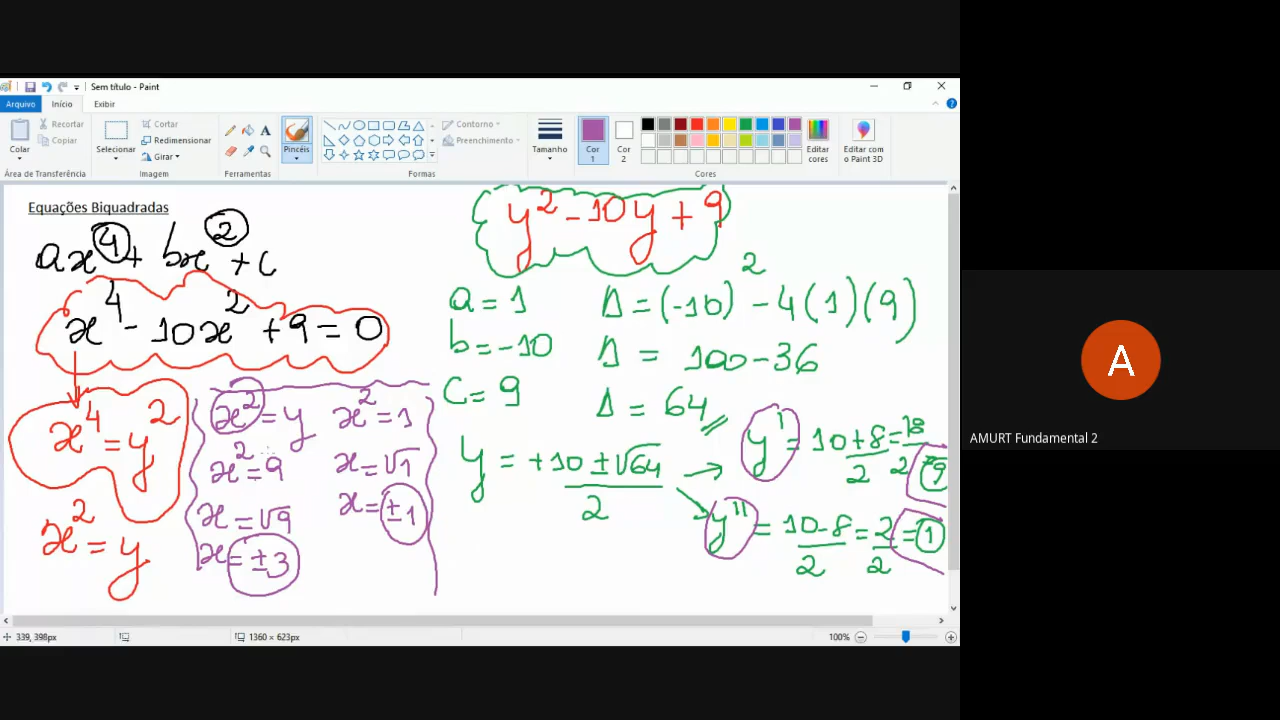 Sem título - Paint
Arquivo Início Exibir
Colar
Recortar
Copiar
Área de Transferência
Selecionar
Cortar
Redimensionar
Girar
Imagem
A
Ferramentas
Pincéis
Contorno
Preenchimento
Formas
Tamanho
Cor 1
Cor 2
Editar cores
Cores
Editar com o Paint 3D
Equações Biquadradas
ax⁴ + bx² + c
x⁴ - 10x² + 9 = 0
x⁴ = y²
x² = y
x² = y
x² = 9
x = √9
x = ±3
x² = 1
x = √1
x = ±1
y² - 10y + 9
a = 1
b = -10
c = 9
Δ = (-10)² - 4(1)(9)
Δ = 100 - 36
Δ = 64
y = +10 ± √64 / 2
y' = 10+8 / 2 = 18 / 2 = 9
y'' = 10-8 / 2 = 2 / 2 = 1
339, 398px
1360 × 623px
100%
A
AMURT Fundamental 2